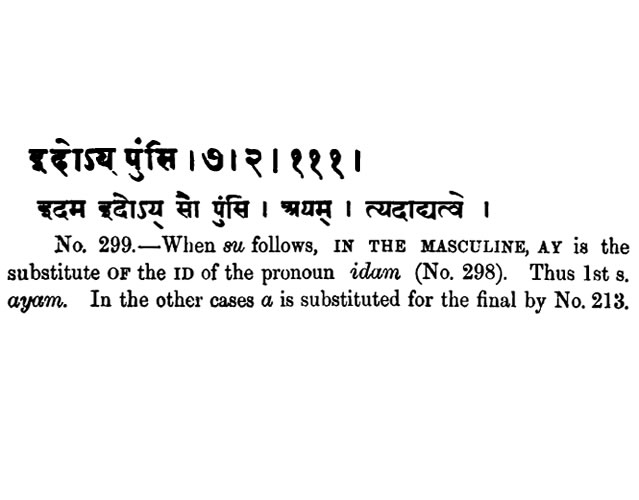 इदोऽय् पुंसि । ७ । २ । १११ ।
इदम इदोऽय् सौ पुंसि । अयम् । त्यदाद्यत्वे ।
No. 299.—When su follows, IN THE MASCULINE, AY is the
substitute OF the ID of the pronoun idam (No. 298). Thus 1st s.
ayam. In the other cases a is substituted for the final by No. 213.